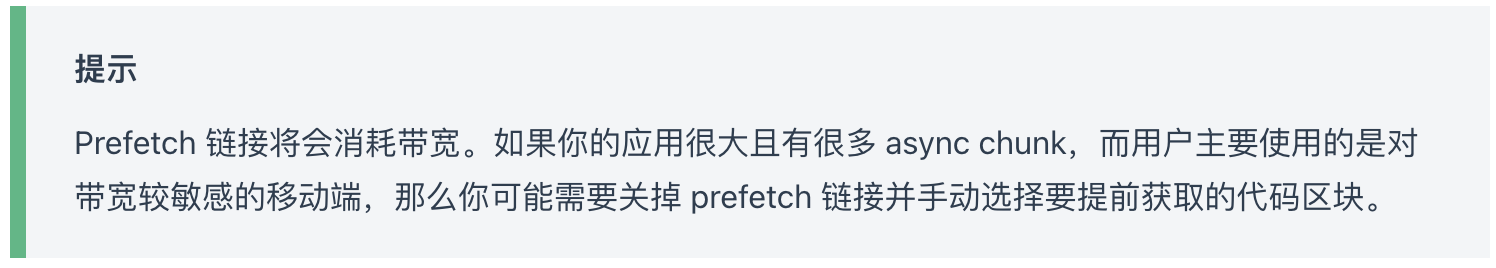 提示
Prefetch 链接将会消耗带宽。如果你的应用很大且有很多 async chunk，而用户主要使用的是对
带宽较敏感的移动端，那么你可能需要关掉 prefetch 链接并手动选择要提前获取的代码区块。